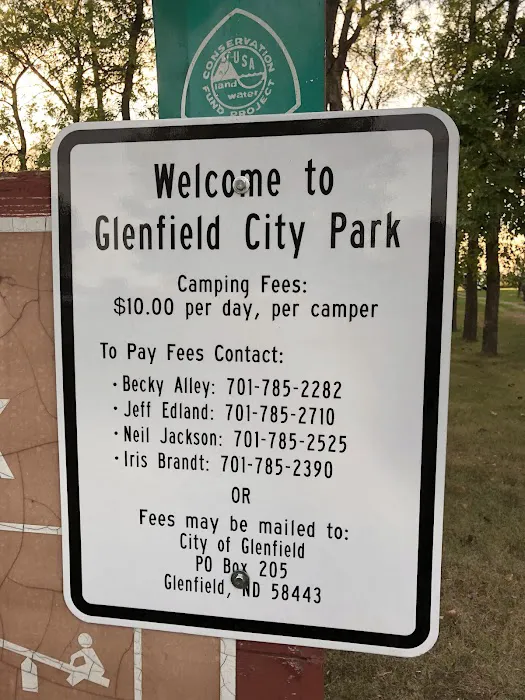 CONSERVATION
USA
land
water
FUND PROJECT
Welcome to
Glenfield City Park
Camping Fees:
$10.00 per day, per camper
To Pay Fees Contact:
· Becky Alley: 701-785-2282
· Jeff Edland: 701-785-2710
· Neil Jackson: 701-785-2525
· Iris Brandt: 701-785-2390
OR
Fees may be mailed to:
City of Glenfield
PO Box 205
Glenfield, ND 58443